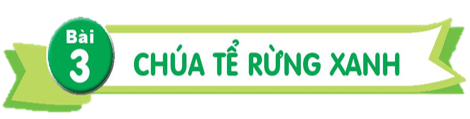 Bài
3
CHÚA TỂ RỪNG XANH